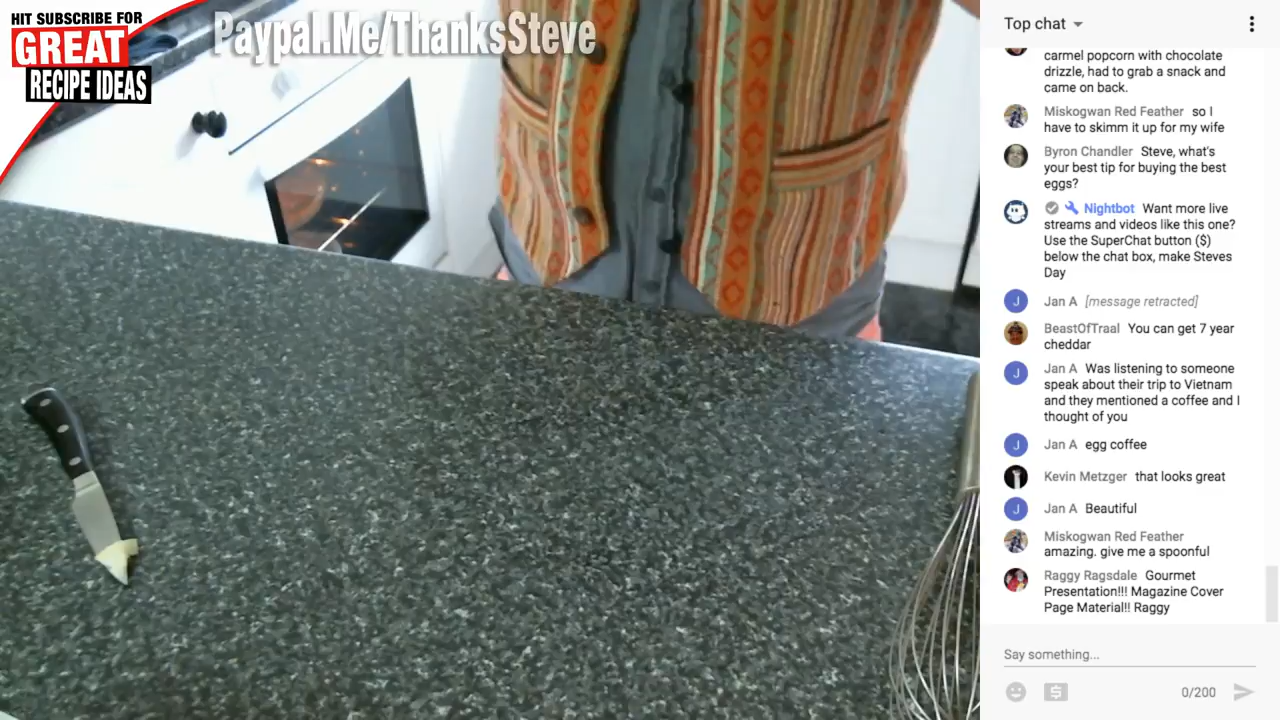 HIT SUBSCRIBE FOR
GREAT
RECIPE IDEAS
Paypal.Me/ThanksSteve
Top chat
carmel popcorn with chocolate
drizzle, had to grab a snack and
came on back.
Miskogwan Red Feather so I
have to skimm it up for my wife
Byron Chandler Steve, what's
your best tip for buying the best
eggs?
Nightbot Want more live
streams and videos like this one?
Use the SuperChat button ($)
below the chat box, make Steves
Day
J Jan A [message retracted]
BeastOfTraal You can get 7 year
cheddar
J Jan A Was listening to someone
speak about their trip to Vietnam
and they mentioned a coffee and I
thought of you
J Jan A egg coffee
Kevin Metzger that looks great
J Jan A Beautiful
Miskogwan Red Feather
amazing. give me a spoonful
Raggy Ragsdale Gourmet
Presentation!!! Magazine Cover
Page Material!! Raggy
Say something...
0/200